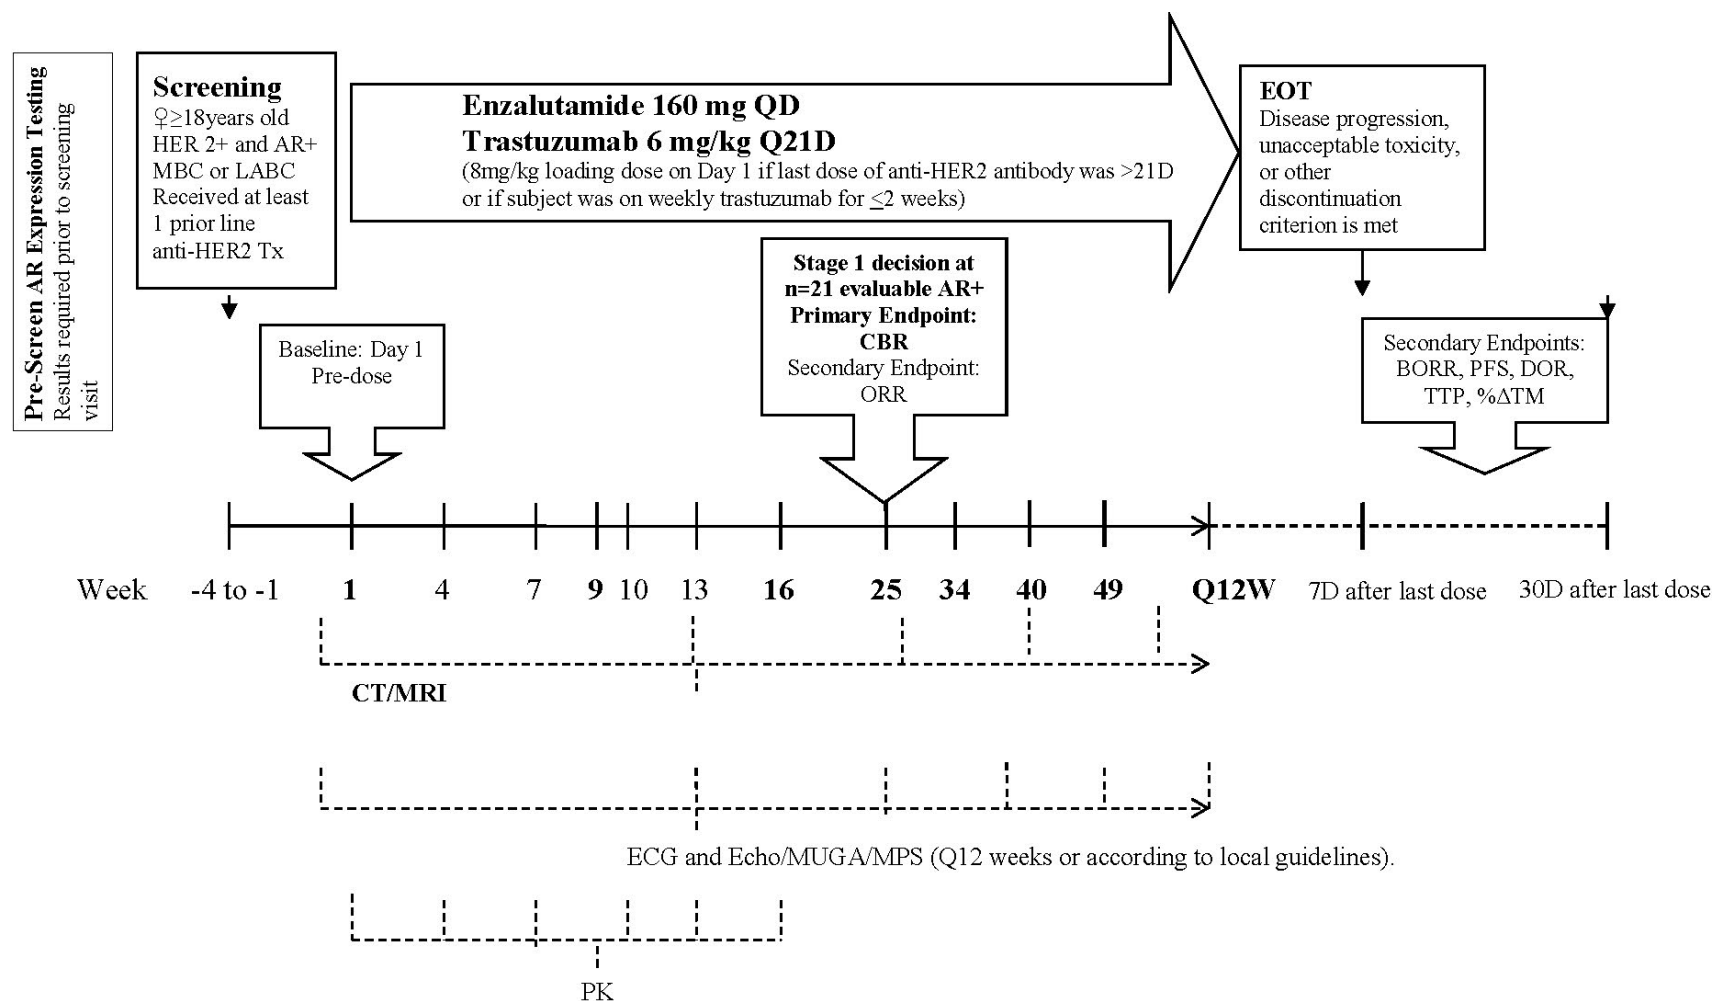 Pre-Screen AR Expression Testing
Results required prior to screening
visit
Screening
♀≥18years old
HER 2+ and AR+
MBC or LABC
Received at least
1 prior line
anti-HER2 Tx
Enzalutamide 160 mg QD
Trastuzumab 6 mg/kg Q21D
(8mg/kg loading dose on Day 1 if last dose of anti-HER2 antibody was >21D
or if subject was on weekly trastuzumab for ≤2 weeks)
EOT
Disease progression,
unacceptable toxicity,
or other
discontinuation
criterion is met
Baseline: Day 1
Pre-dose
Stage 1 decision at
n=21 evaluable AR+
Primary Endpoint:
CBR
Secondary Endpoint:
ORR
Secondary Endpoints:
BORR, PFS, DOR,
TTP, %ΔTM
Week -4 to -1 1 4 7 9 10 13 16 25 34 40 49 Q12W 7D after last dose 30D after last dose
CT/MRI
ECG and Echo/MUGA/MPS (Q12 weeks or according to local guidelines).
PK